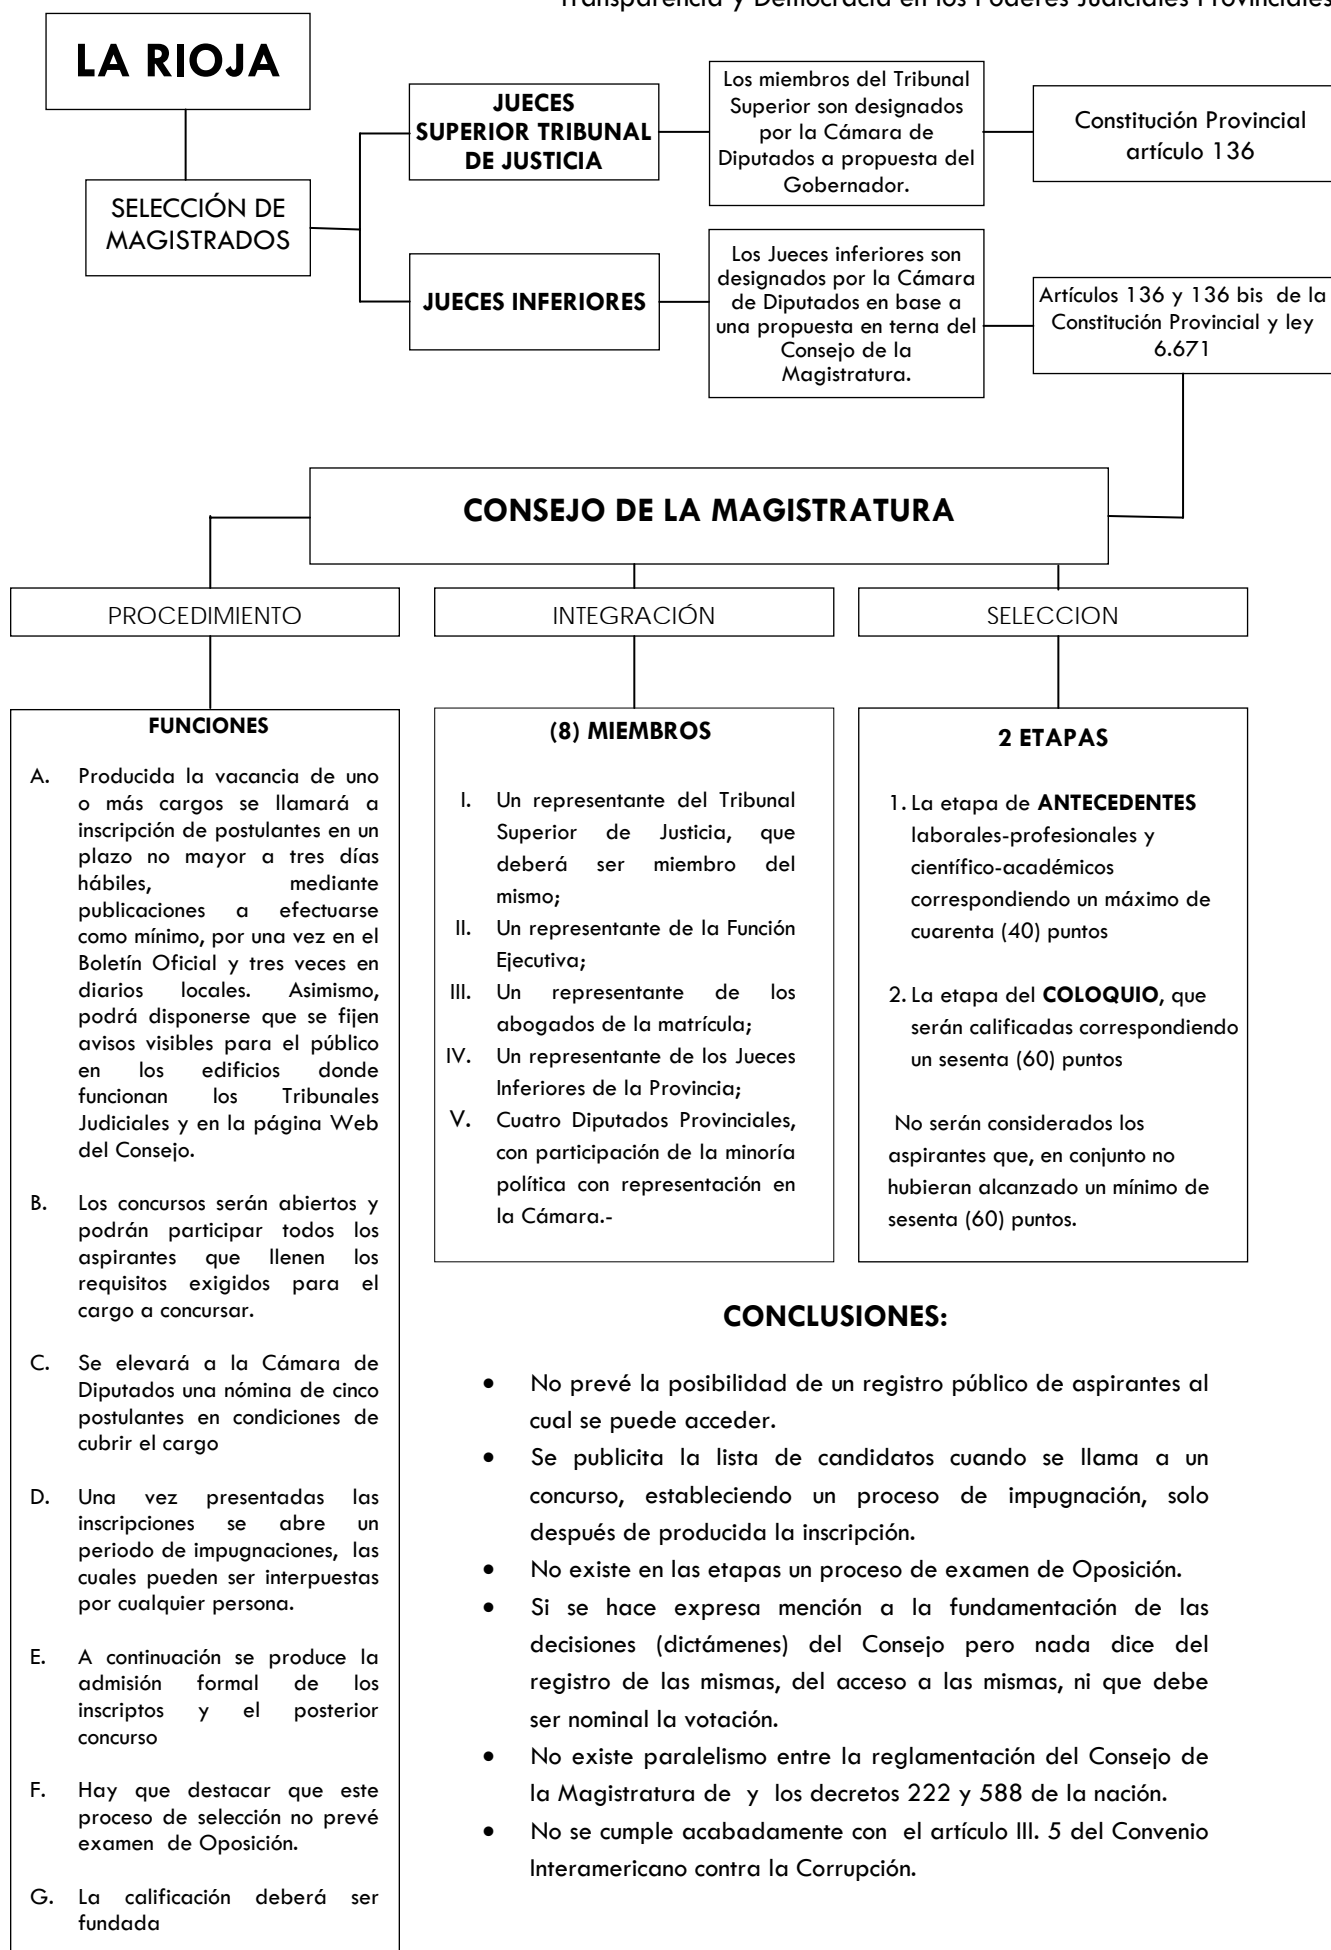 Transparencia y Democracia en los Poderes Judiciales Provinciales
LA RIOJA
SELECCIÓN DE
MAGISTRADOS
JUECES
SUPERIOR TRIBUNAL
DE JUSTICIA
Los miembros del Tribunal
Superior son designados
por la Cámara de
Diputados a propuesta del
Gobernador.
Constitución Provincial
artículo 136
JUECES INFERIORES
Los Jueces inferiores son
designados por la Cámara
de Diputados en base a
una propuesta en terna del
Consejo de la
Magistratura.
Artículos 136 y 136 bis  de la
Constitución Provincial y ley
6.671
CONSEJO DE LA MAGISTRATURA
PROCEDIMIENTO
INTEGRACIÓN
SELECCION
FUNCIONES
A. Producida la vacancia de uno
o más cargos se llamará a
inscripción de postulantes en un
plazo no mayor a tres días
hábiles, mediante
publicaciones a efectuarse
como mínimo, por una vez en el
Boletín Oficial y tres veces en
diarios locales. Asimismo,
podrá disponerse que se fijen
avisos visibles para el público
en los edificios donde
funcionan los Tribunales
Judiciales y en la página Web
del Consejo.
B. Los concursos serán abiertos y
podrán participar todos los
aspirantes que llenen los
requisitos exigidos para el
cargo a concursar.
C. Se elevará a la Cámara de
Diputados una nómina de cinco
postulantes en condiciones de
cubrir el cargo
D. Una vez presentadas las
inscripciones se abre un
periodo de impugnaciones, las
cuales pueden ser interpuestas
por cualquier persona.
E. A continuación se produce la
admisión formal de los
inscriptos y el posterior
concurso
F. Hay que destacar que este
proceso de selección no prevé
examen  de Oposición.
G. La calificación deberá ser
fundada
(8) MIEMBROS
I. Un representante del Tribunal
Superior de Justicia, que
deberá ser miembro del
mismo;
II. Un representante de la Función
Ejecutiva;
III. Un representante de los
abogados de la matrícula;
IV. Un representante de los Jueces
Inferiores de la Provincia;
V. Cuatro Diputados Provinciales,
con participación de la minoría
política con representación en
la Cámara.-
2 ETAPAS
1. La etapa de ANTECEDENTES
laborales-profesionales y
científico-académicos
correspondiendo un máximo de
cuarenta (40) puntos
2. La etapa del COLOQUIO, que
serán calificadas correspondiendo
un sesenta (60) puntos
No serán considerados los
aspirantes que, en conjunto no
hubieran alcanzado un mínimo de
sesenta (60) puntos.
CONCLUSIONES:
• No prevé la posibilidad de un registro público de aspirantes al
cual se puede acceder.
• Se publicita la lista de candidatos cuando se llama a un
concurso, estableciendo un proceso de impugnación, solo
después de producida la inscripción.
• No existe en las etapas un proceso de examen de Oposición.
• Si se hace expresa mención a la fundamentación de las
decisiones (dictámenes) del Consejo pero nada dice del
registro de las mismas, del acceso a las mismas, ni que debe
ser nominal la votación.
• No existe paralelismo entre la reglamentación del Consejo de
la Magistratura de  y  los decretos 222 y 588 de la nación.
• No se cumple acabadamente con  el artículo III. 5 del Convenio
Interamericano contra la Corrupción.